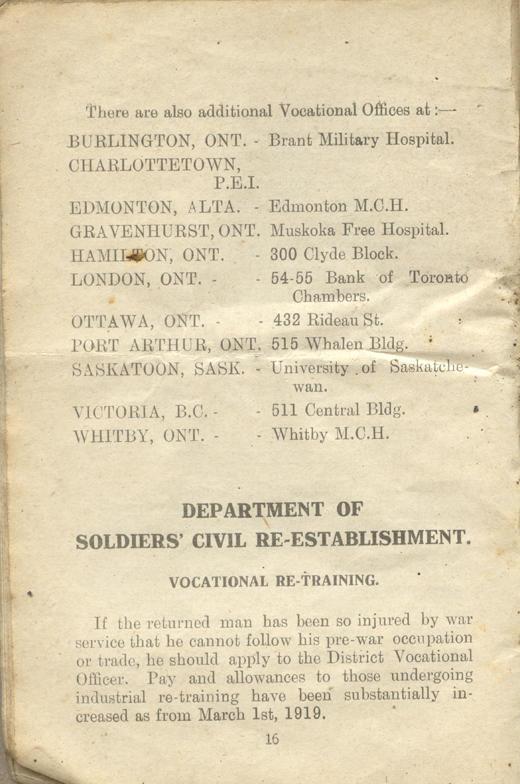 There are also additional Vocational Offices at :—
BURLINGTON, ONT. - Brant Military Hospital.
CHARLOTTETOWN,
P.E.I.
EDMONTON, ALTA. - Edmonton M.C.H.
GRAVENHURST, ONT. Muskoka Free Hospital.
HAMILTON, ONT. - 300 Clyde Block.
LONDON, ONT. - - 54-55 Bank of Toronto
Chambers.
OTTAWA, ONT. - - 432 Rideau St.
PORT ARTHUR, ONT. 515 Whalen Bldg.
SASKATOON, SASK. - University of Saskatche-
wan.
VICTORIA, B.C. - - 511 Central Bldg.
WHITBY, ONT. - - Whitby M.C.H.
DEPARTMENT OF
SOLDIERS' CIVIL RE-ESTABLISHMENT.
VOCATIONAL RE-TRAINING.
If the returned man has been so injured by war
service that he cannot follow his pre-war occupation
or trade, he should apply to the District Vocational
Officer. Pay and allowances to those undergoing
industrial re-training have been substantially in-
creased as from March 1st, 1919.
16